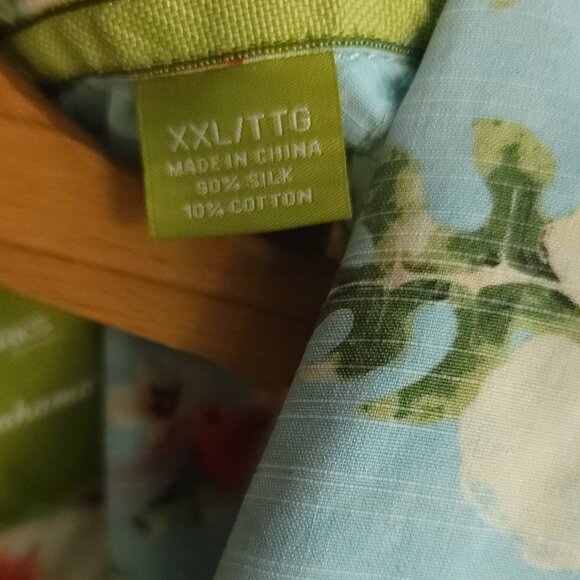 XXL/TTG
MADE IN CHINA
90% SILK
10% COTTON